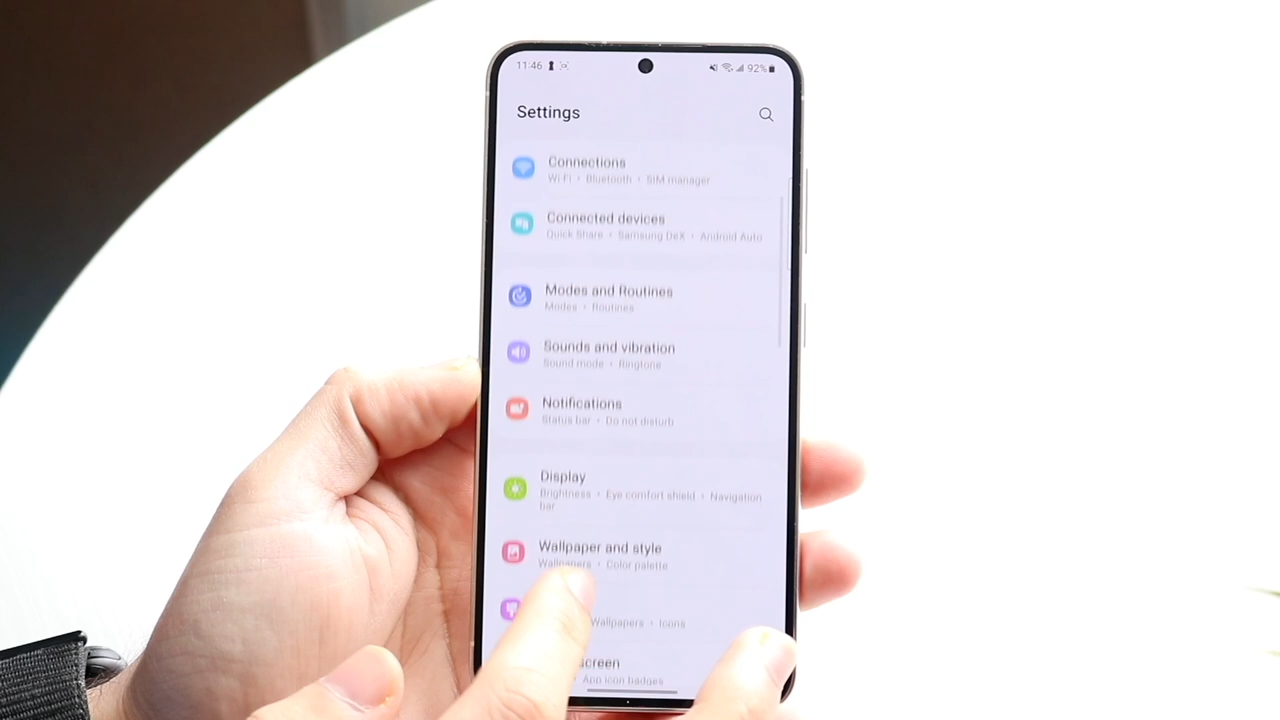 11:46
92%
Settings
Connections
Wi-Fi • Bluetooth • SIM manager
Connected devices
Quick Share • Samsung DeX • Android Auto
Modes and Routines
Modes • Routines
Sounds and vibration
Sound mode • Ringtone
Notifications
Status bar • Do not disturb
Display
Brightness • Eye comfort shield • Navigation
bar
Wallpaper and style
Wallpapers • Color palette
Wallpapers • Icons
screen
App icon badges